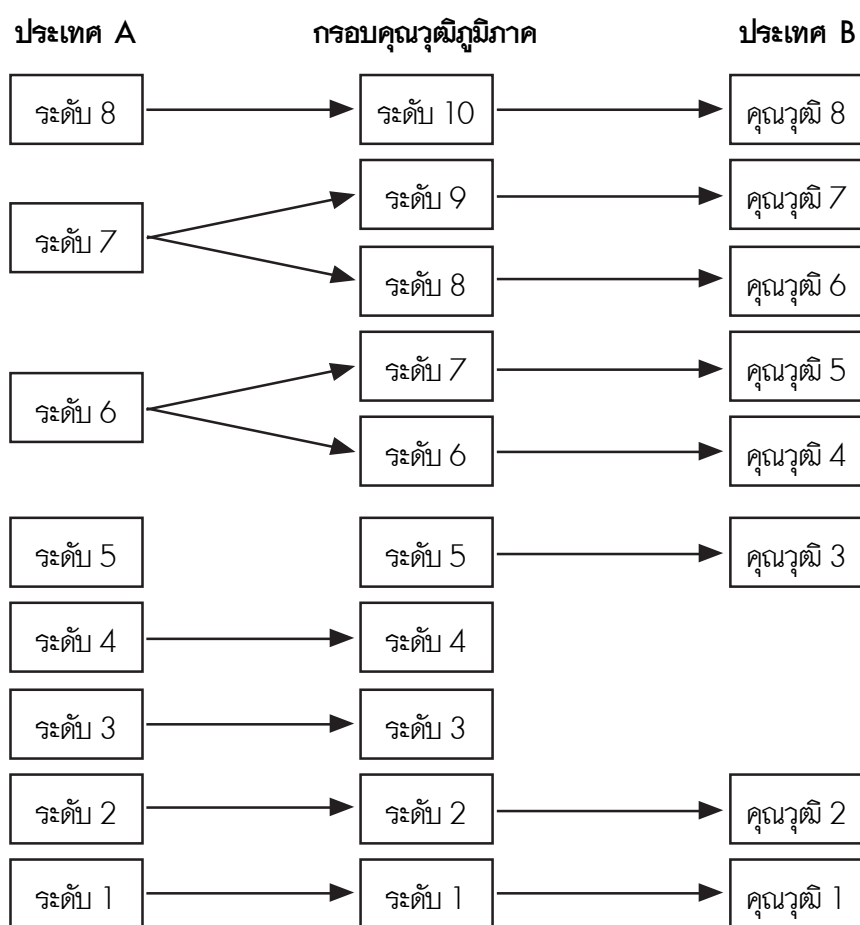 ประเทศ A กรอบคุณวุฒิภูมิภาค ประเทศ B
ระดับ 8 ระดับ 10 คุณวุฒิ 8
ระดับ 9 คุณวุฒิ 7
ระดับ 7
ระดับ 8 คุณวุฒิ 6
ระดับ 7 คุณวุฒิ 5
ระดับ 6
ระดับ 6 คุณวุฒิ 4
ระดับ 5 ระดับ 5 คุณวุฒิ 3
ระดับ 4 ระดับ 4
ระดับ 3 ระดับ 3
ระดับ 2 ระดับ 2 คุณวุฒิ 2
ระดับ 1 ระดับ 1 คุณวุฒิ 1